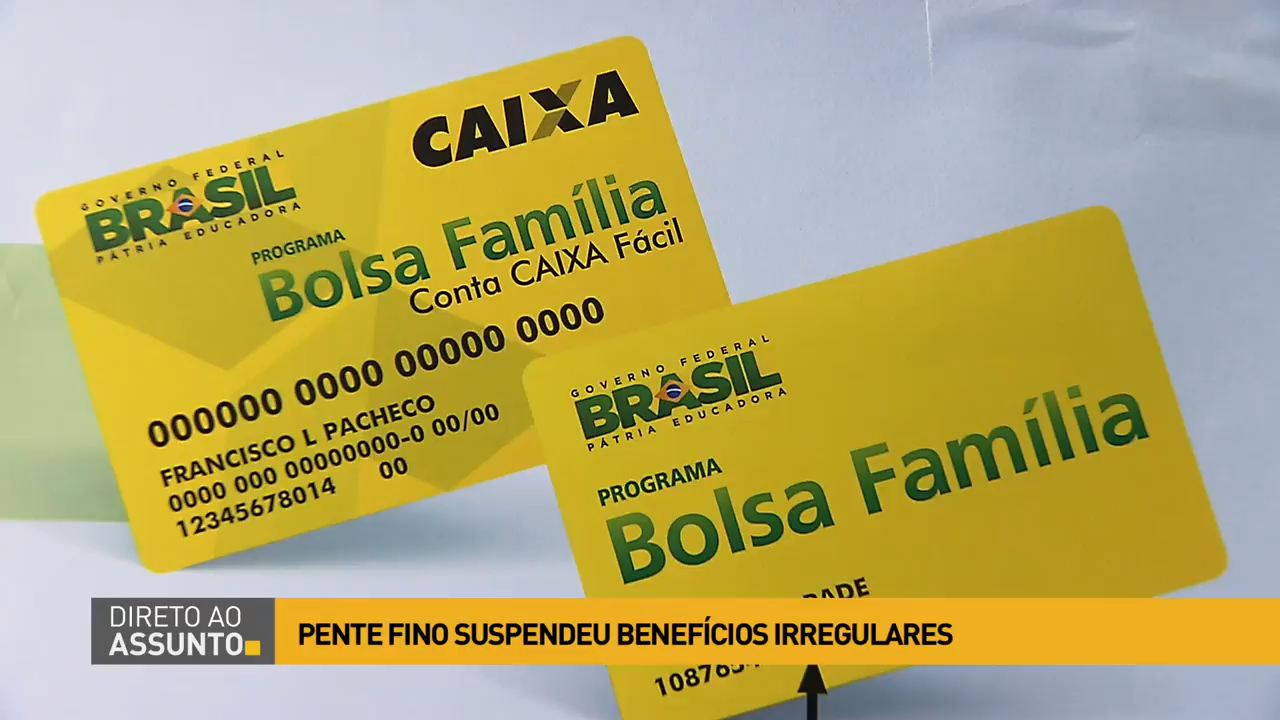 CAIXA
GOVERNO FEDERAL
BRASIL
PÁTRIA EDUCADORA
PROGRAMA
Bolsa Família
Conta CAIXA Fácil
000000 0000 00000 0000
FRANCISCO L PACHECO
0000 000 00000000-0 00/00
12345678014 00
GOVERNO FEDERAL
BRASIL
PÁTRIA EDUCADORA
PROGRAMA
Bolsa Família
DIRETO AO
ASSUNTO
PENTE FINO SUSPENDEU BENEFÍCIOS IRREGULARES